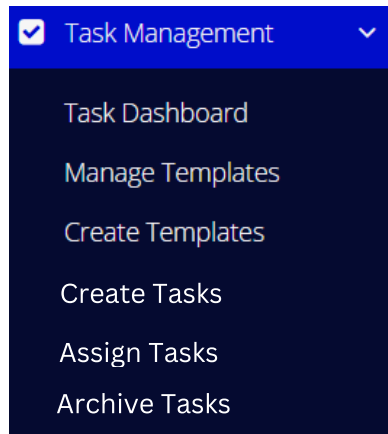 Task Management
Task Dashboard
Manage Templates
Create Templates
Create Tasks
Assign Tasks
Archive Tasks